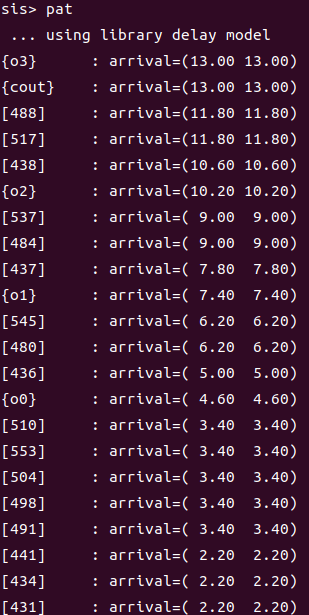 sis> pat
 ... using library delay model
{o3}      : arrival=(13.00 13.00)
{cout}    : arrival=(13.00 13.00)
[488]     : arrival=(11.80 11.80)
[517]     : arrival=(11.80 11.80)
[438]     : arrival=(10.60 10.60)
{o2}      : arrival=(10.20 10.20)
[537]     : arrival=( 9.00  9.00)
[484]     : arrival=( 9.00  9.00)
[437]     : arrival=( 7.80  7.80)
{o1}      : arrival=( 7.40  7.40)
[545]     : arrival=( 6.20  6.20)
[480]     : arrival=( 6.20  6.20)
[436]     : arrival=( 5.00  5.00)
{o0}      : arrival=( 4.60  4.60)
[510]     : arrival=( 3.40  3.40)
[553]     : arrival=( 3.40  3.40)
[504]     : arrival=( 3.40  3.40)
[498]     : arrival=( 3.40  3.40)
[491]     : arrival=( 3.40  3.40)
[441]     : arrival=( 2.20  2.20)
[434]     : arrival=( 2.20  2.20)
[431]     : arrival=( 2.20  2.20)